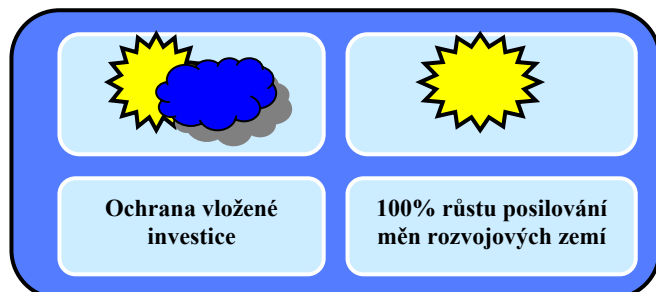 Ochrana vložené
investice
100% růstu posilování
měn rozvojových zemí